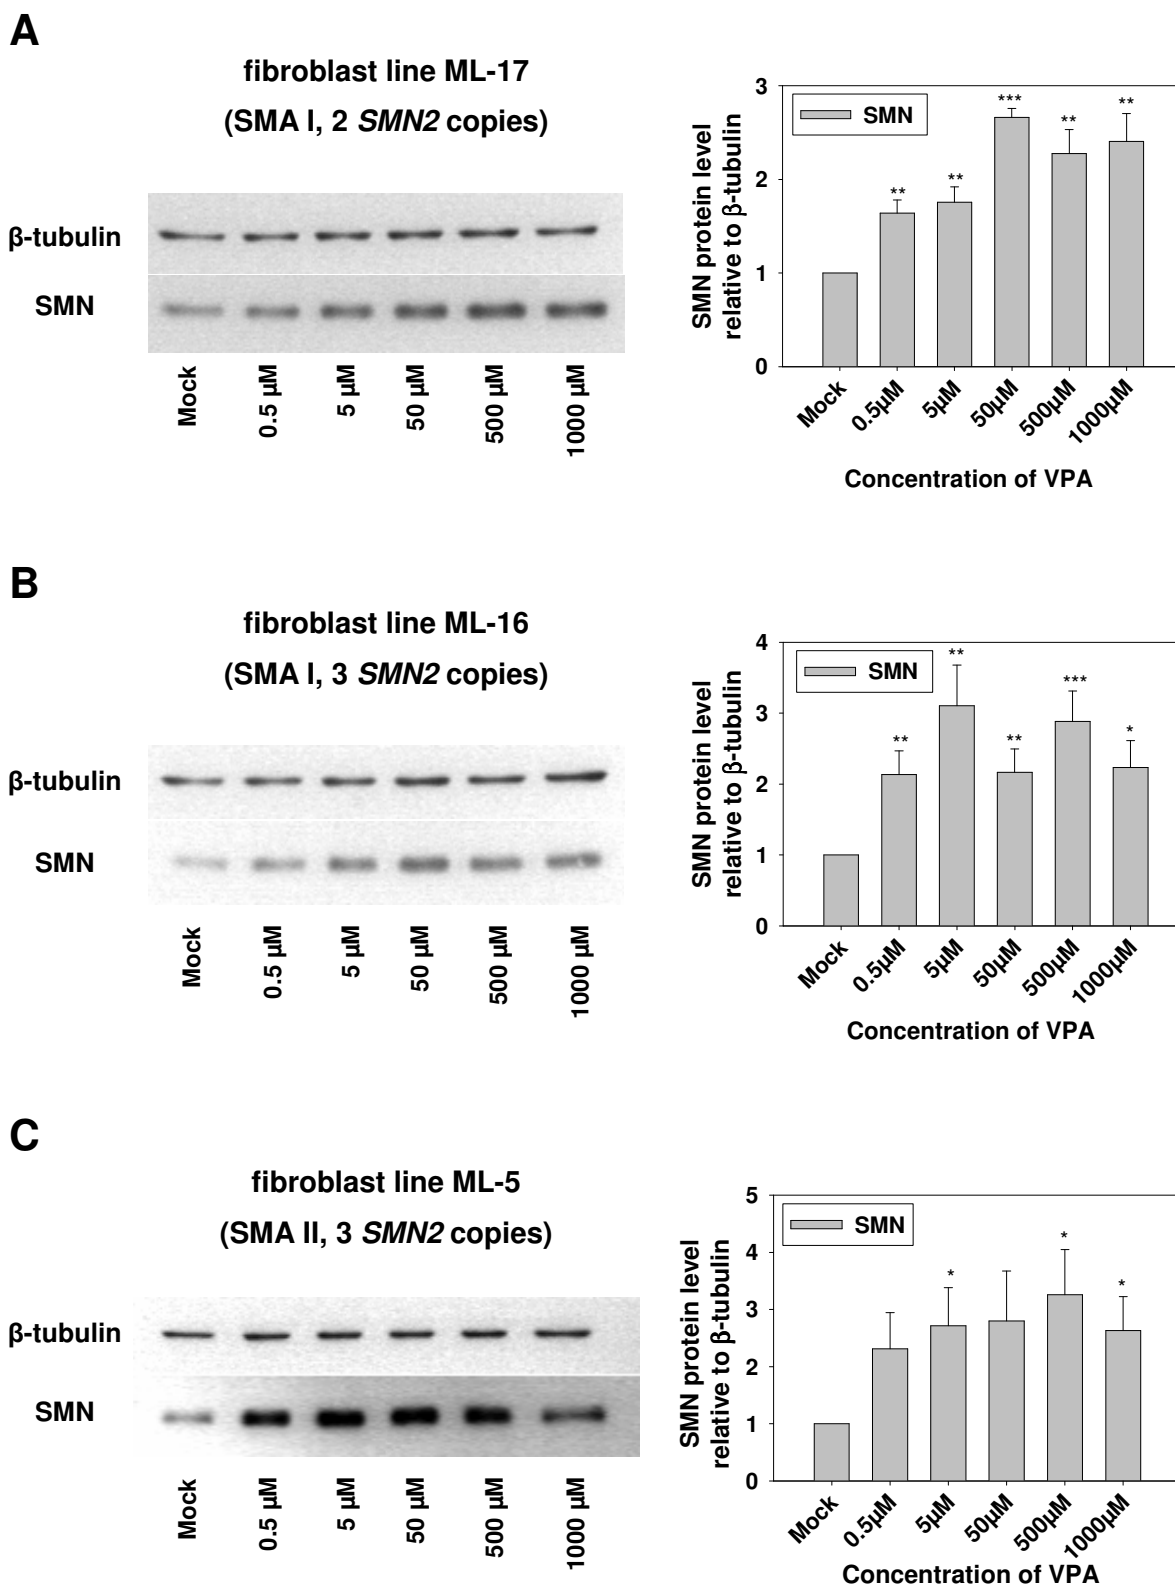 A
fibroblast line ML-17
(SMA I, 2 SMN2 copies)
β-tubulin
SMN
Mock
0.5 µM
5 µM
50 µM
500 µM
1000 µM
SMN protein level
relative to β-tubulin
3
2
1
0
SMN
**
**
***
**
**
Mock
0.5µM
5µM
50µM
500µM
1000µM
Concentration of VPA
B
fibroblast line ML-16
(SMA I, 3 SMN2 copies)
β-tubulin
SMN
Mock
0.5 µM
5 µM
50 µM
500 µM
1000 µM
SMN protein level
relative to β-tubulin
4
3
2
1
0
SMN
**
**
**
***
*
Mock
0.5µM
5µM
50µM
500µM
1000µM
Concentration of VPA
C
fibroblast line ML-5
(SMA II, 3 SMN2 copies)
β-tubulin
SMN
Mock
0.5 µM
5 µM
50 µM
500 µM
1000 µM
SMN protein level
relative to β-tubulin
5
4
3
2
1
0
SMN
*
*
*
Mock
0.5µM
5µM
50µM
500µM
1000µM
Concentration of VPA